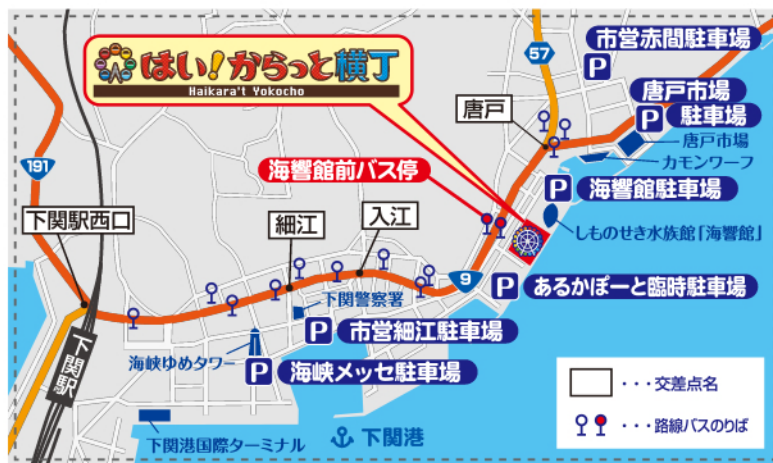 はい!からっと横丁
Haikara't Yokocho
57
市営赤間駐車場
P
唐戸市場
駐車場
P
唐戸
唐戸市場
カモンワーフ
191
海響館前バス停
P
海響館駐車場
しものせき水族館「海響館」
下関駅西口
細江
入江
9
P
あるかぽーと臨時駐車場
下関警察署
P
市営細江駐車場
海峡ゆめタワー
P
海峡メッセ駐車場
下関駅
・・・交差点名
・・・路線バスのりば
下関港国際ターミナル
下関港